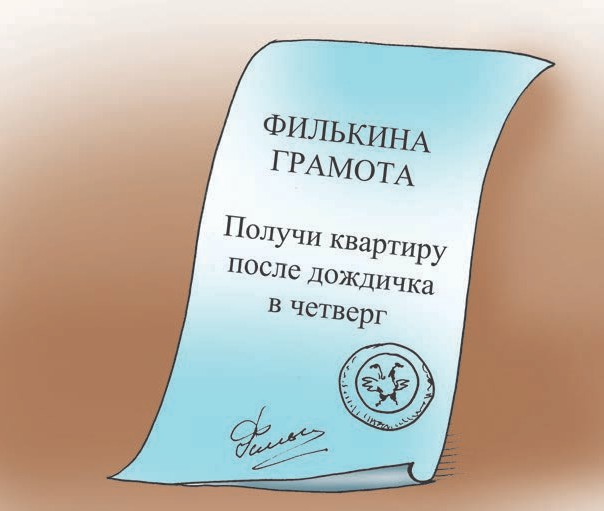 ФИЛЬКИНА
ГРАМОТА
Получи квартиру
после дождичка
в четверг